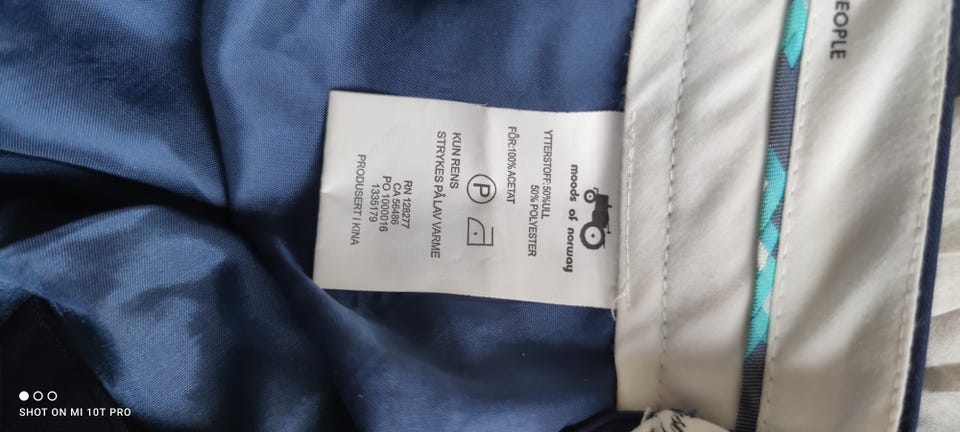 moods of norway
YTTERSTOFF:50%ULL
50% POLYESTER
FÔR:100% ACETAT
P
KUN RENS
STRYKES PÅ LAV VARME
RN 128277
CA 56486
PO 1000016
1335179
PRODUSERT I KINA
EOPLE
SHOT ON MI 10T PRO